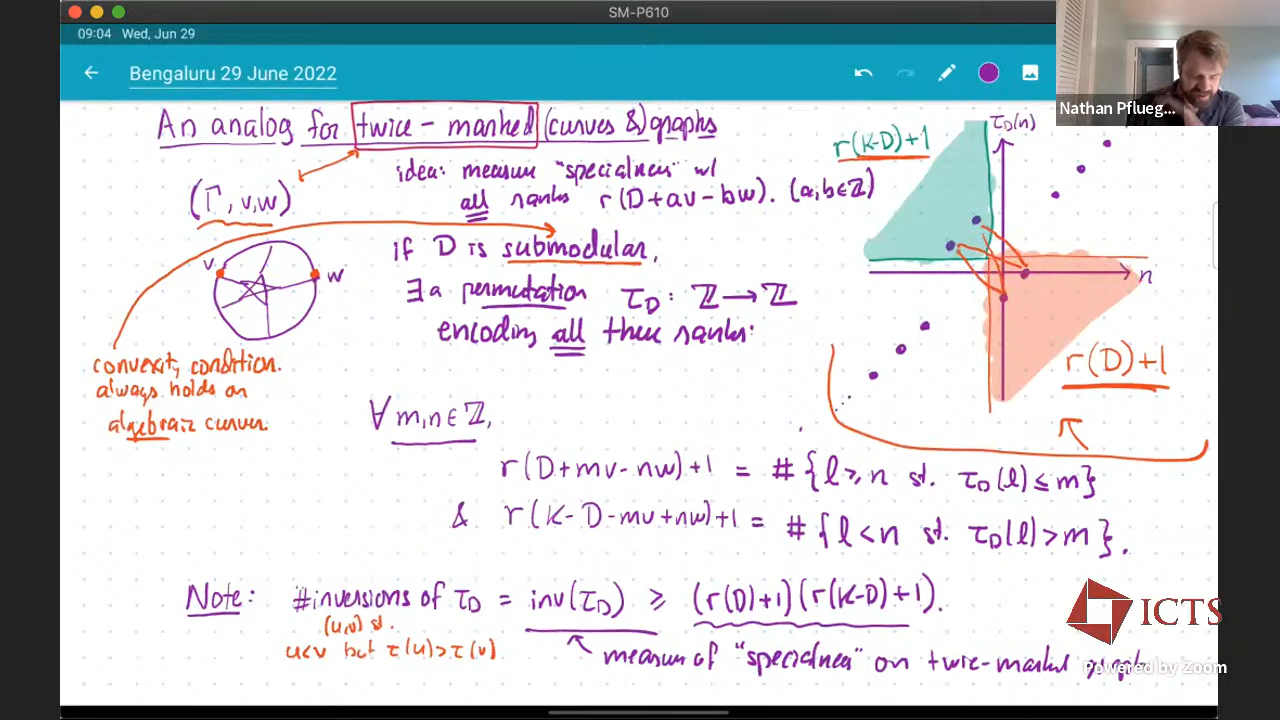 SM-P610
09:04 Wed, Jun 29
Bengaluru 29 June 2022
Nathan Pflueg...
An analog for twice-marked (curves &) graphs
(Γ, v, w)
idea: measure "specialness" w/
all ranks r(D+av-bw). (a,b∈ℤ)
if D is submodular,
∃ a permutation τ_D : ℤ → ℤ
encoding all these ranks:
v
w
convexity condition.
always holds on
algebraic curves.
r(K-D)+1
τ_D(n)
n
r(D)+1
∀ m,n ∈ ℤ,
r(D+mv-nw)+1 = #{l≥n st. τ_D(l) ≤ m}
& r(K-D-mv+nw)+1 = #{l<n st. τ_D(l)>m}.
Note: #inversions of τ_D = inv(τ_D) ≥ (r(D)+1)(r(K-D)+1).
(u,v) st.
u<v but τ(u)>τ(v)
measure of "specialness" on twice-marked
ICTS
Powered by Zoom